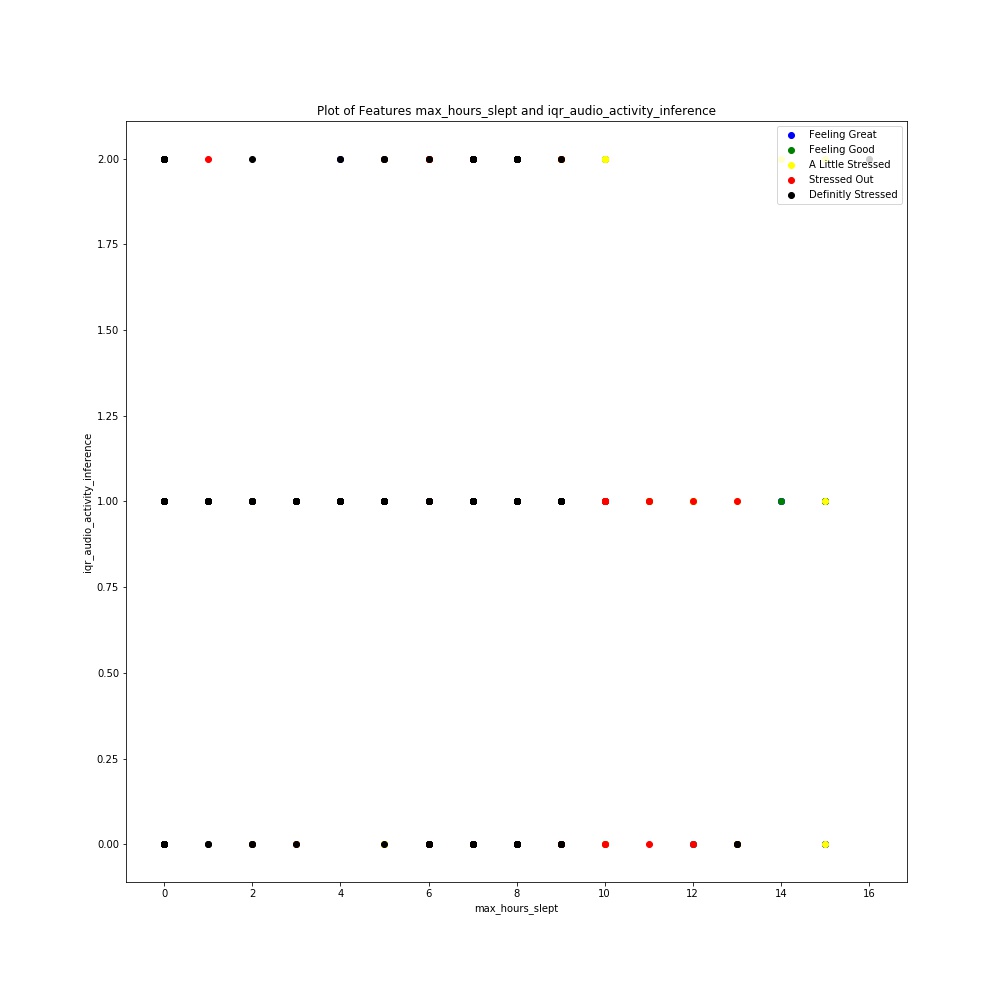 Plot of Features max_hours_slept and iqr_audio_activity_inference
Feeling Great
Feeling Good
A Little Stressed
Stressed Out
Definitly Stressed
2.00
1.75
1.50
1.25
1.00
0.75
0.50
0.25
0.00
iqr_audio_activity_inference
0 2 4 6 8 10 12 14 16
max_hours_slept